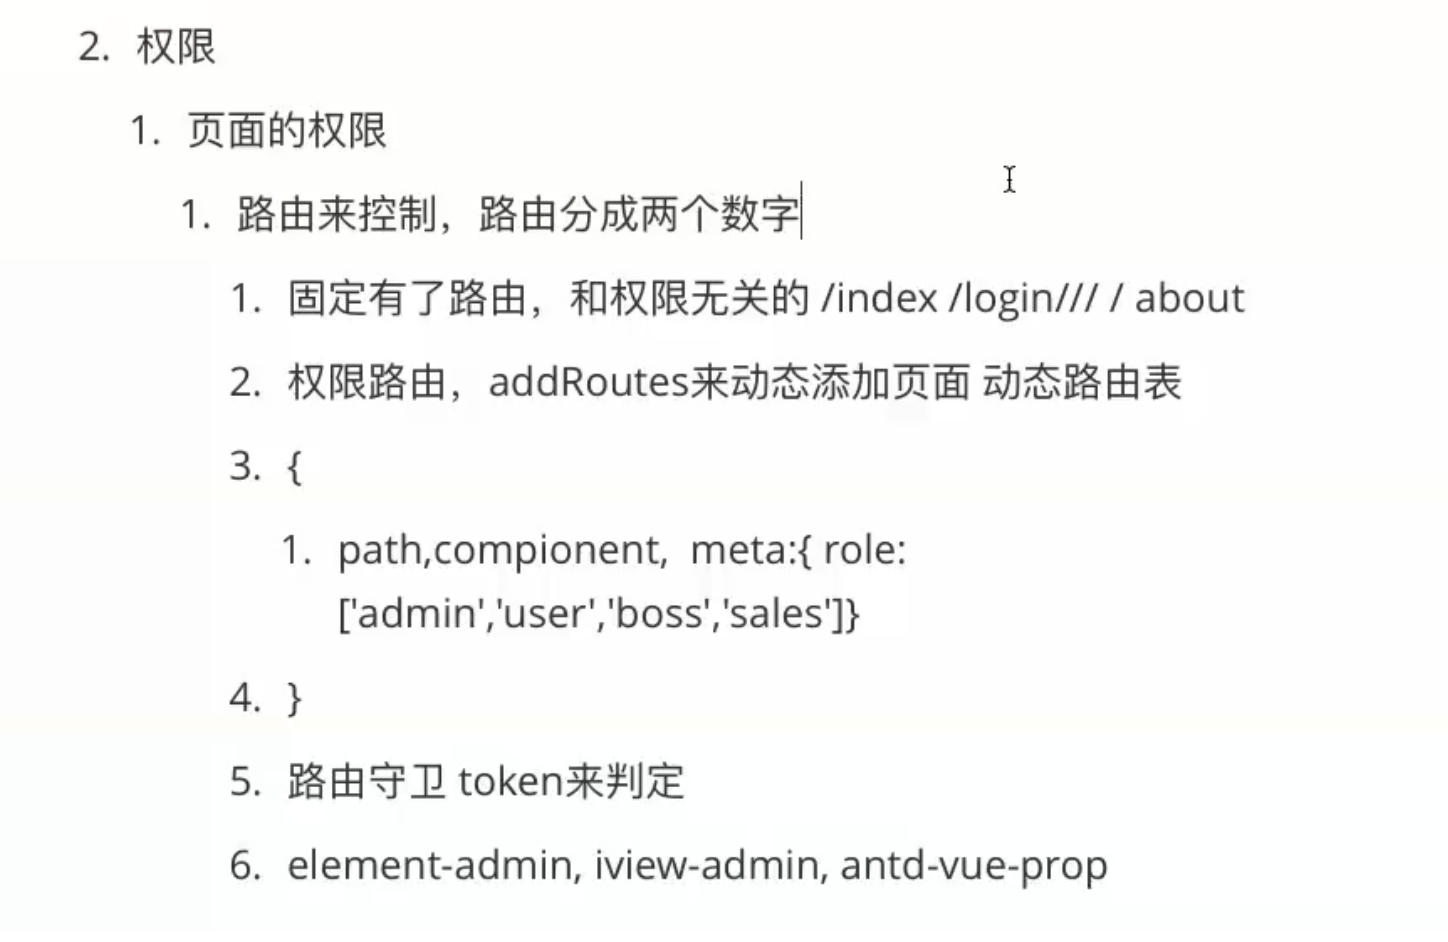 2. 权限
1. 页面的权限
1. 路由来控制，路由分成两个数字
1. 固定有了路由，和权限无关的 /index /login/// / about
2. 权限路由，addRoutes来动态添加页面 动态路由表
3. {
1. path,compionent, meta:{ role:
['admin','user','boss','sales']}
4. }
5. 路由守卫 token来判定
6. element-admin, iview-admin, antd-vue-prop